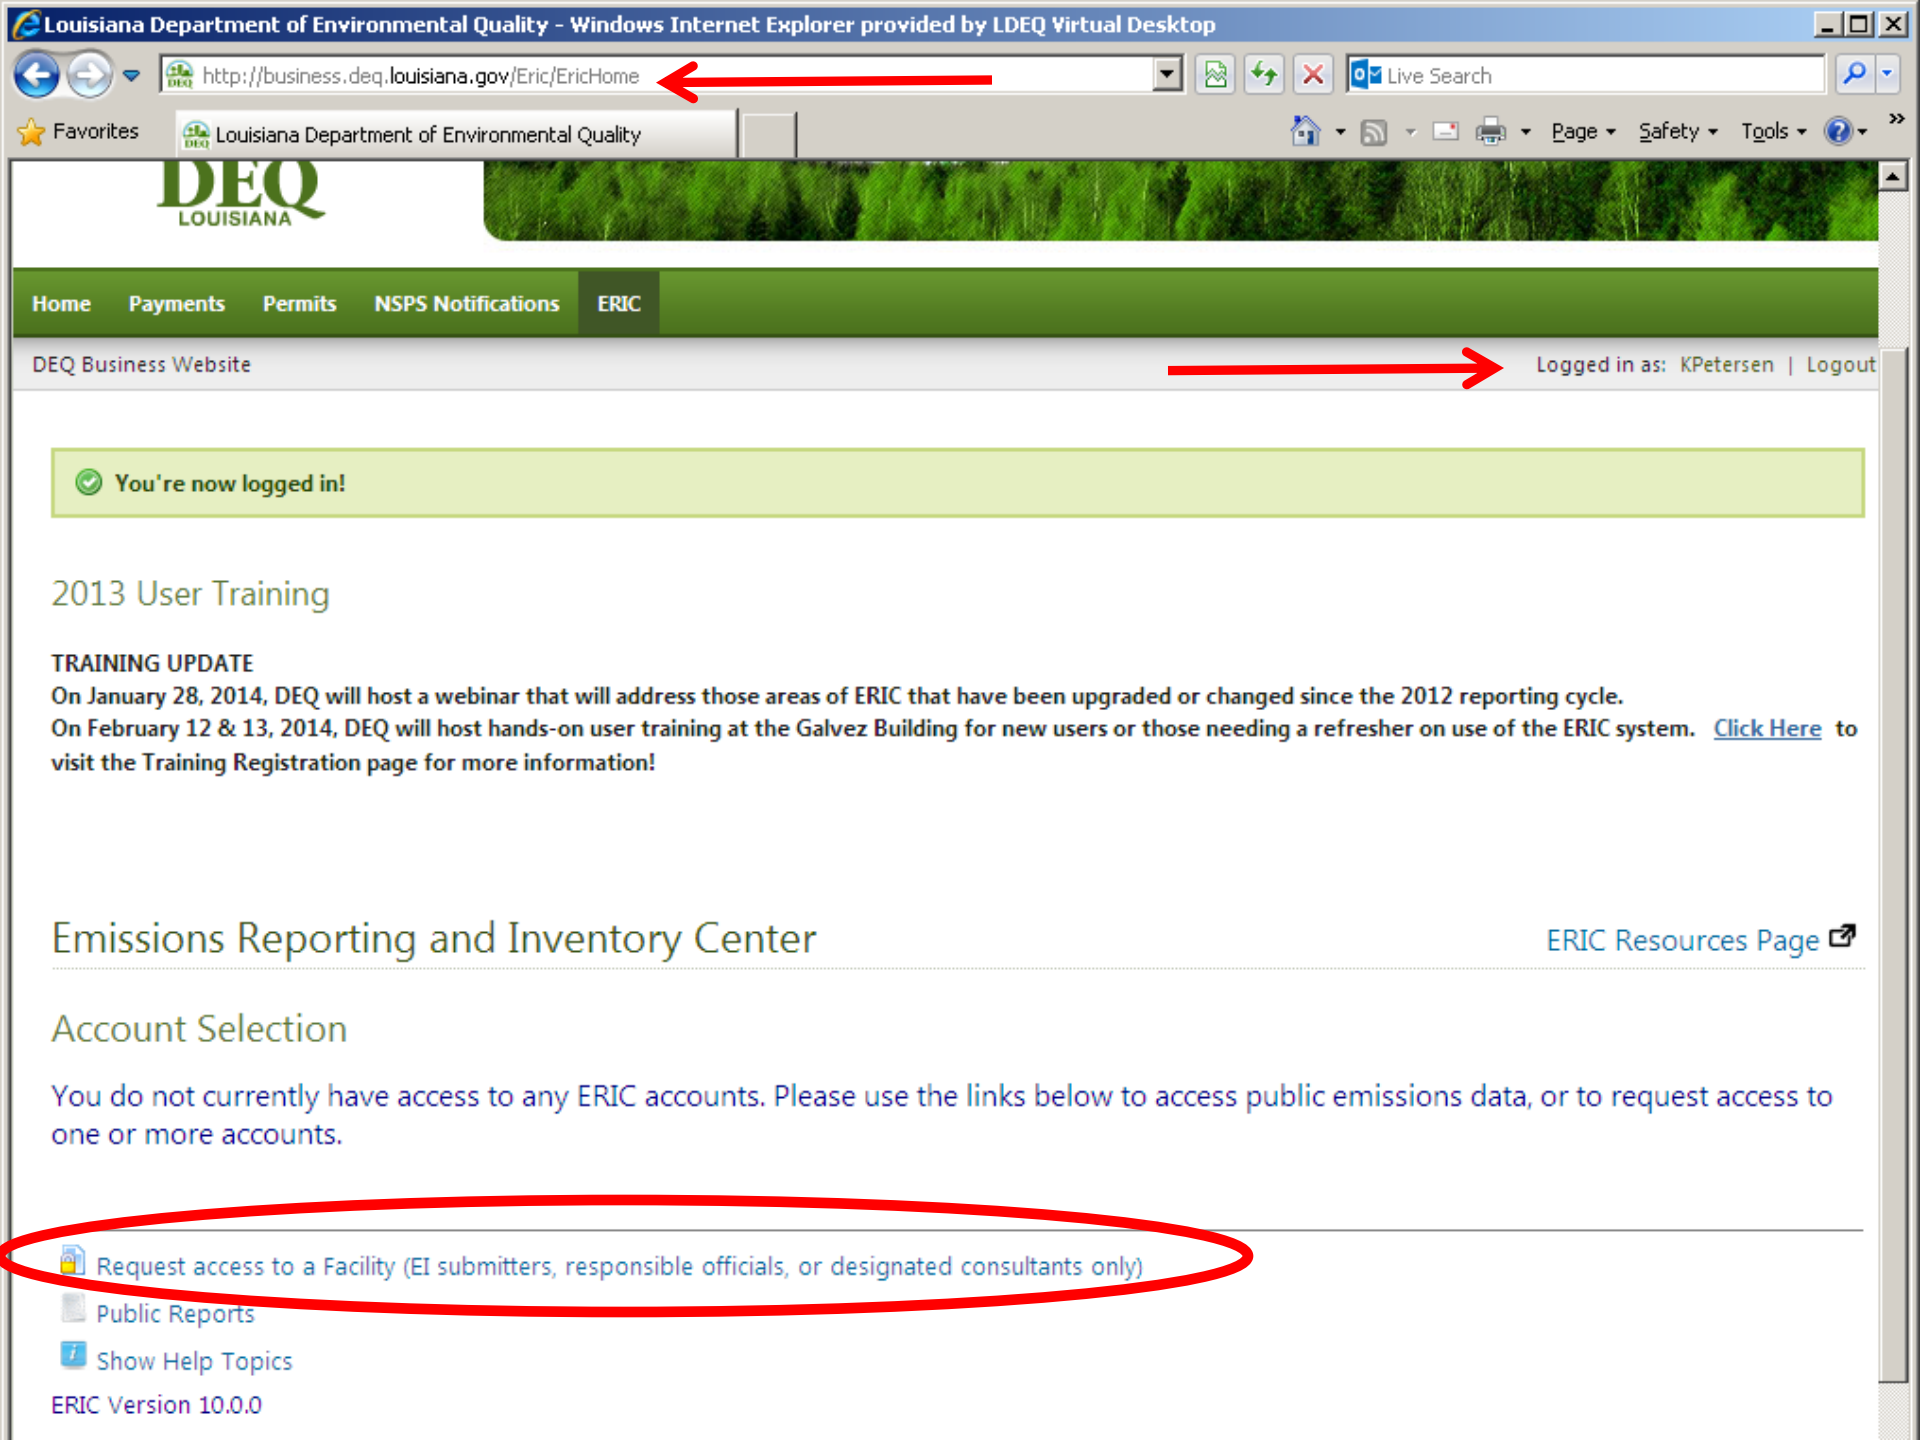 Louisiana Department of Environmental Quality - Windows Internet Explorer provided by LDEQ Virtual Desktop
http://business.deq.louisiana.gov/Eric/EricHome
Live Search
Favorites
Louisiana Department of Environmental Quality
Page
Safety
Tools
»
DEQ
LOUISIANA
Home Payments Permits NSPS Notifications ERIC
DEQ Business Website
Logged in as: KPetersen | Logout
You're now logged in!
2013 User Training
TRAINING UPDATE
On January 28, 2014, DEQ will host a webinar that will address those areas of ERIC that have been upgraded or changed since the 2012 reporting cycle.
On February 12 & 13, 2014, DEQ will host hands-on user training at the Galvez Building for new users or those needing a refresher on use of the ERIC system. Click Here to
visit the Training Registration page for more information!
Emissions Reporting and Inventory Center
ERIC Resources Page
Account Selection
You do not currently have access to any ERIC accounts. Please use the links below to access public emissions data, or to request access to
one or more accounts.
Request access to a Facility (EI submitters, responsible officials, or designated consultants only)
Public Reports
Show Help Topics
ERIC Version 10.0.0